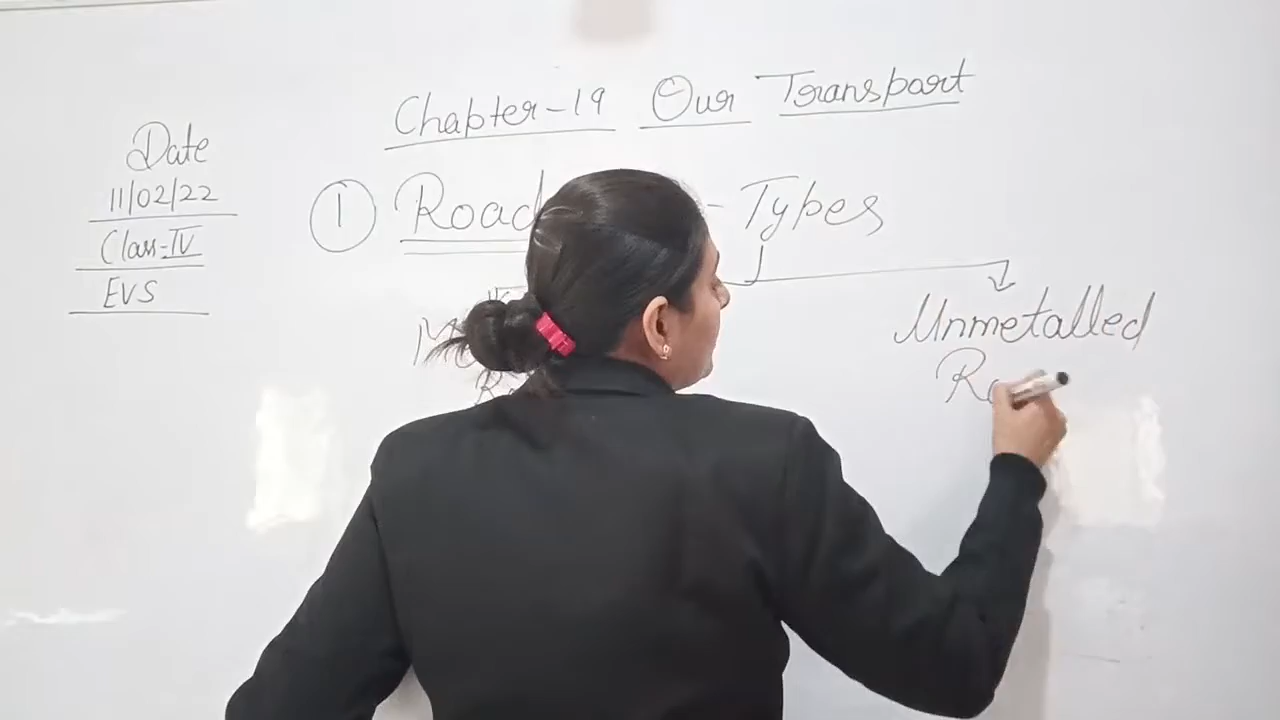 Chapter-19 Our Transport
Date
11/02/22
Class-IV
EVS
1 Road - Types
Unmetalled